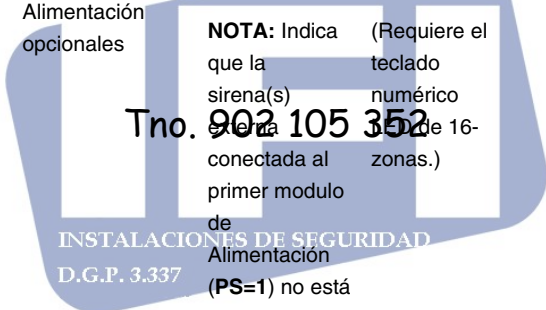 Alimentación
opcionales
NOTA: Indica
que la
sirena(s)
externa
conectada al
primer modulo
de
Alimentación
(PS=1) no está
(Requiere el
teclado
numérico
LED de 16-
zonas.)
Tno. 902 105 352
INSTALACIONES DE SEGURIDAD
D.G.P. 3.337